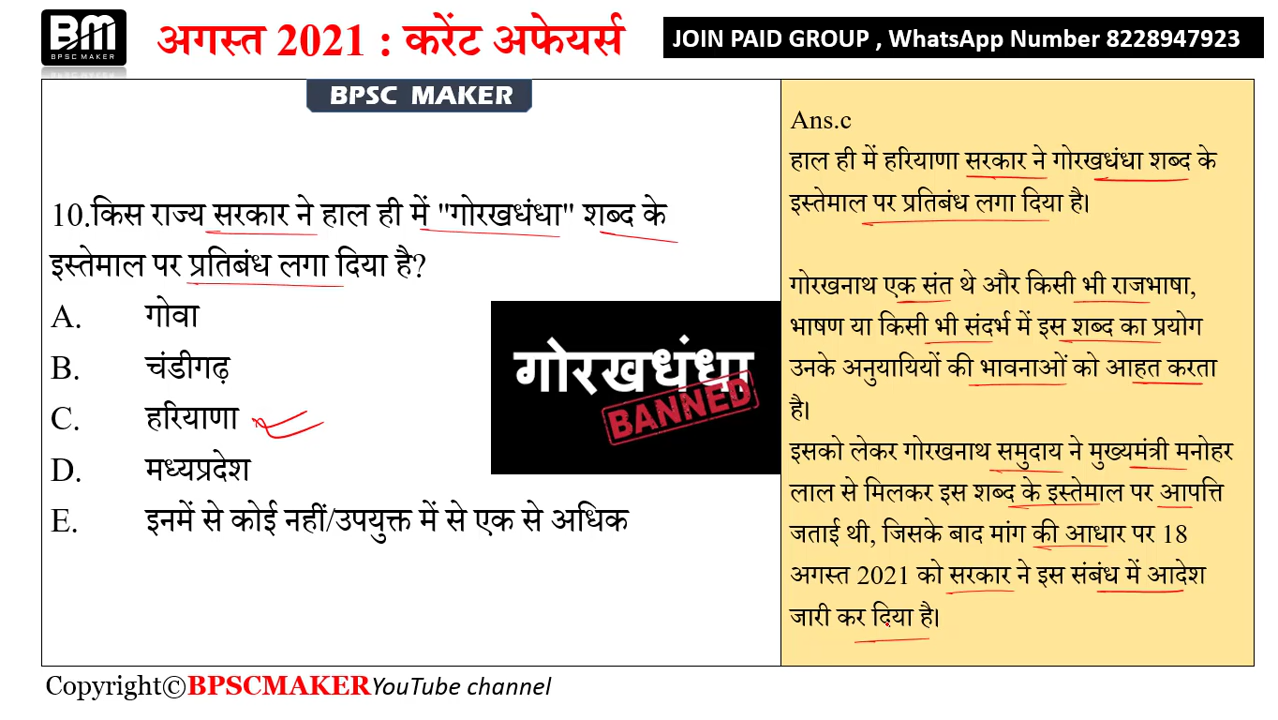 BM
BPSC MAKER
अगस्त 2021 : करेंट अफेयर्स
JOIN PAID GROUP , WhatsApp Number 8228947923
BPSC MAKER
10.किस राज्य सरकार ने हाल ही में "गोरखधंधा" शब्द के
इस्तेमाल पर प्रतिबंध लगा दिया है?
A. गोवा
B. चंडीगढ़
C. हरियाणा
D. मध्यप्रदेश
E. इनमें से कोई नहीं/उपयुक्त में से एक से अधिक
गोरखधंधा
BANNED
Ans.c
हाल ही में हरियाणा सरकार ने गोरखधंधा शब्द के
इस्तेमाल पर प्रतिबंध लगा दिया है।
गोरखनाथ एक संत थे और किसी भी राजभाषा,
भाषण या किसी भी संदर्भ में इस शब्द का प्रयोग
उनके अनुयायियों की भावनाओं को आहत करता
है।
इसको लेकर गोरखनाथ समुदाय ने मुख्यमंत्री मनोहर
लाल से मिलकर इस शब्द के इस्तेमाल पर आपत्ति
जताई थी, जिसके बाद मांग की आधार पर 18
अगस्त 2021 को सरकार ने इस संबंध में आदेश
जारी कर दिया है।
Copyright©BPSCMAKERYouTube channel